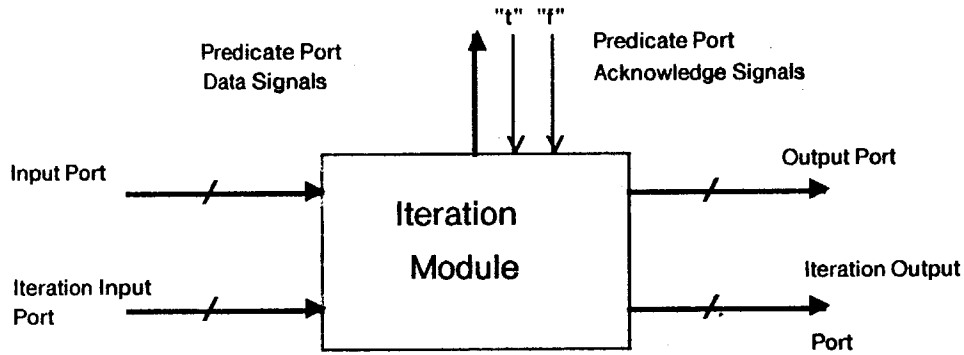 "t" "f"
Predicate Port
Data Signals
Predicate Port
Acknowledge Signals
Input Port
Output Port
Iteration
Module
Iteration Input
Port
Iteration Output
Port